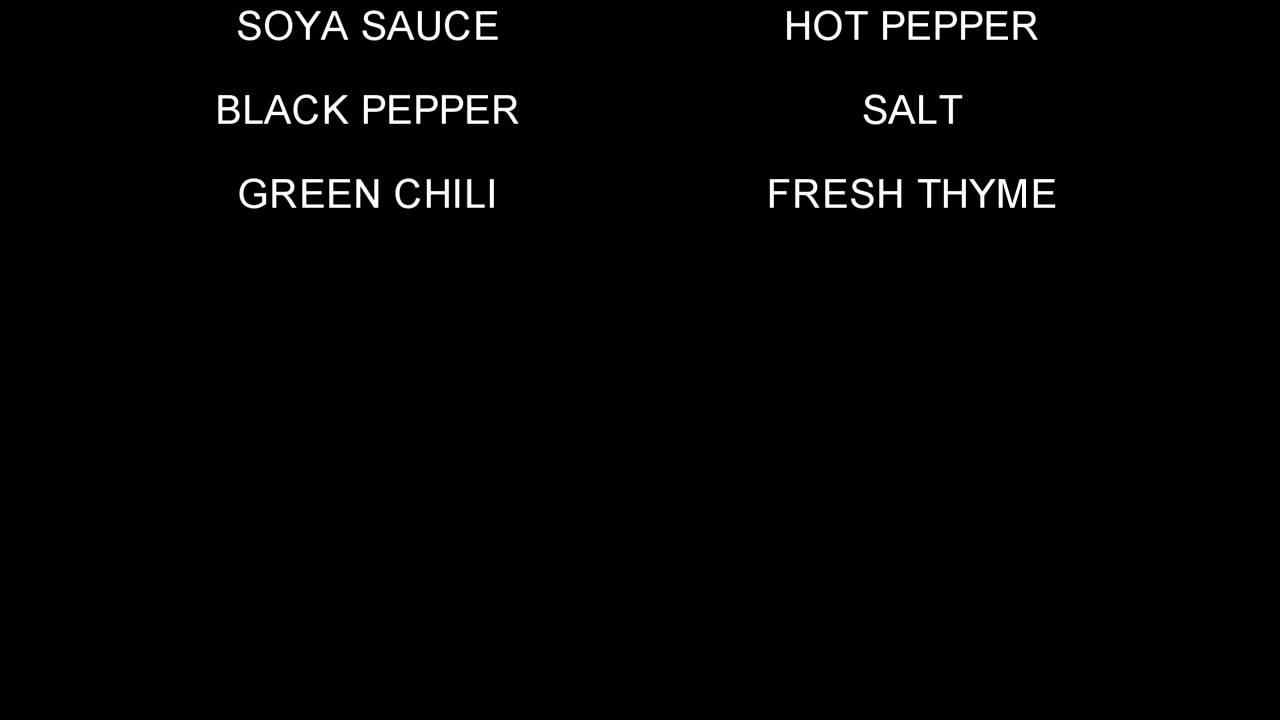 SOYA SAUCE HOT PEPPER
BLACK PEPPER SALT
GREEN CHILI FRESH THYME